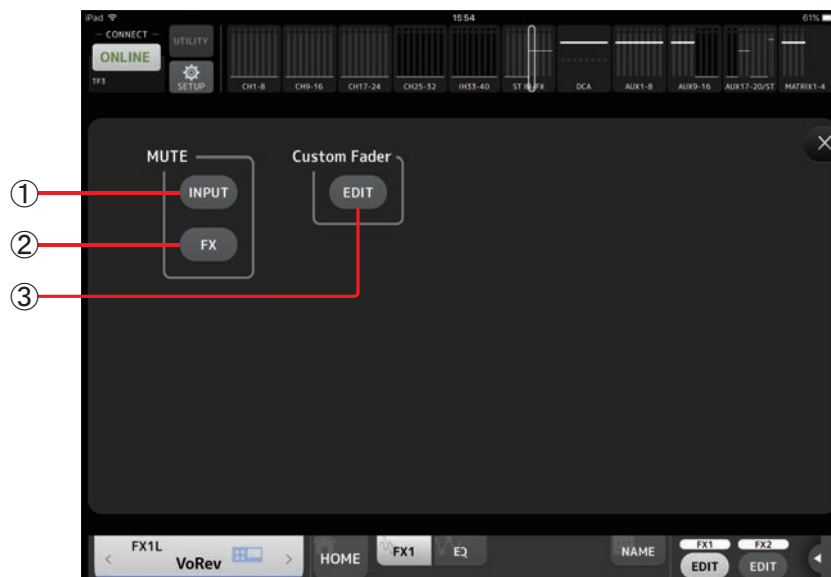 iPad 15:54 61%
CONNECT
ONLINE
TF3
UTILITY
SETUP
CH1-8 CH9-16 CH17-24 CH25-32 CH33-40 ST IN/FX DCA AUX1-8 AUX9-16 AUX17-20/ST MATRIX1-4
MUTE
INPUT
FX
Custom Fader
EDIT
①
②
③
FX1L
VoRev
HOME
FX1
EQ
NAME
FX1
EDIT
FX2
EDIT